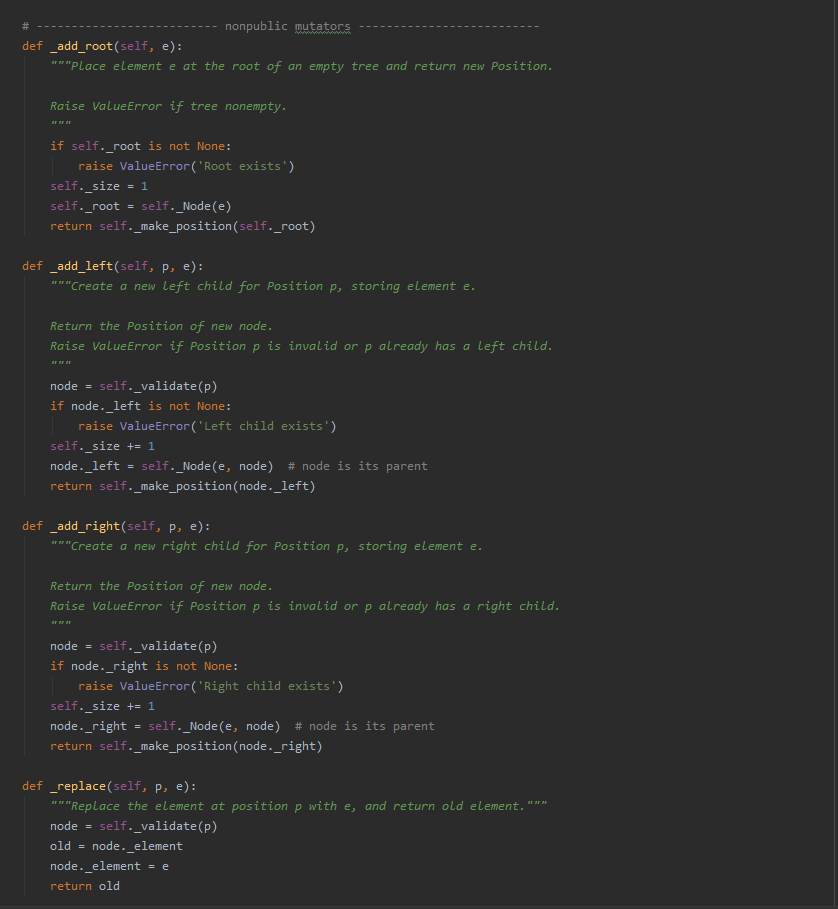 # -------------------------- nonpublic mutators --------------------------
def _add_root(self, e):
    """Place element e at the root of an empty tree and return new Position.

    Raise ValueError if tree nonempty.
    """
    if self._root is not None:
        raise ValueError('Root exists')
    self._size = 1
    self._root = self._Node(e)
    return self._make_position(self._root)

def _add_left(self, p, e):
    """Create a new left child for Position p, storing element e.

    Return the Position of new node.
    Raise ValueError if Position p is invalid or p already has a left child.
    """
    node = self._validate(p)
    if node._left is not None:
        raise ValueError('Left child exists')
    self._size += 1
    node._left = self._Node(e, node)  # node is its parent
    return self._make_position(node._left)

def _add_right(self, p, e):
    """Create a new right child for Position p, storing element e.

    Return the Position of new node.
    Raise ValueError if Position p is invalid or p already has a right child.
    """
    node = self._validate(p)
    if node._right is not None:
        raise ValueError('Right child exists')
    self._size += 1
    node._right = self._Node(e, node)  # node is its parent
    return self._make_position(node._right)

def _replace(self, p, e):
    """Replace the element at position p with e, and return old element."""
    node = self._validate(p)
    old = node._element
    node._element = e
    return old